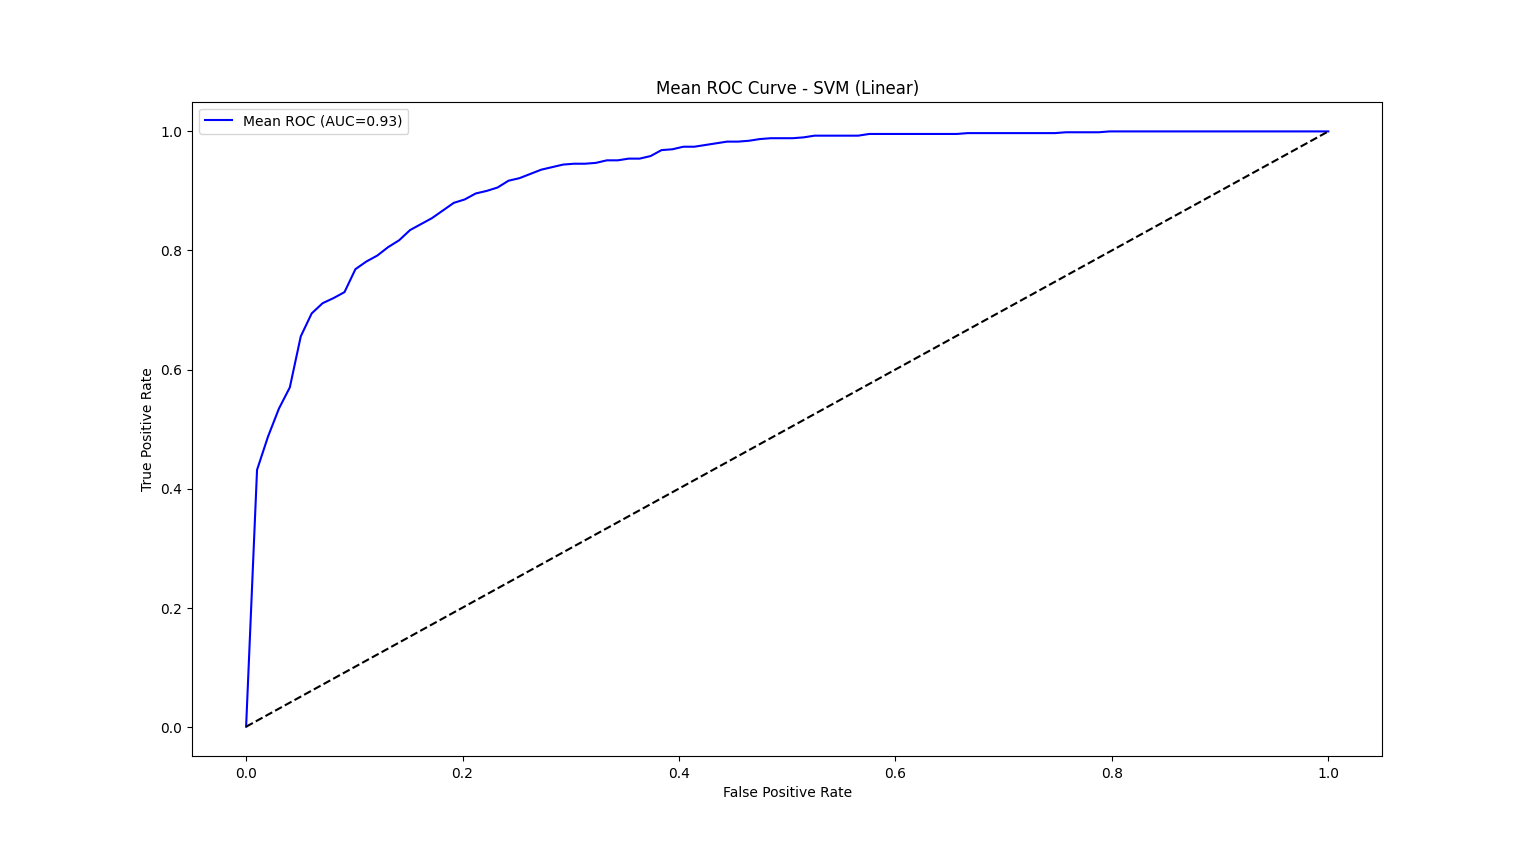 Mean ROC Curve - SVM (Linear)
Mean ROC (AUC=0.93)
1.0
0.8
0.6
0.4
0.2
0.0
True Positive Rate
0.0 0.2 0.4 0.6 0.8 1.0
False Positive Rate